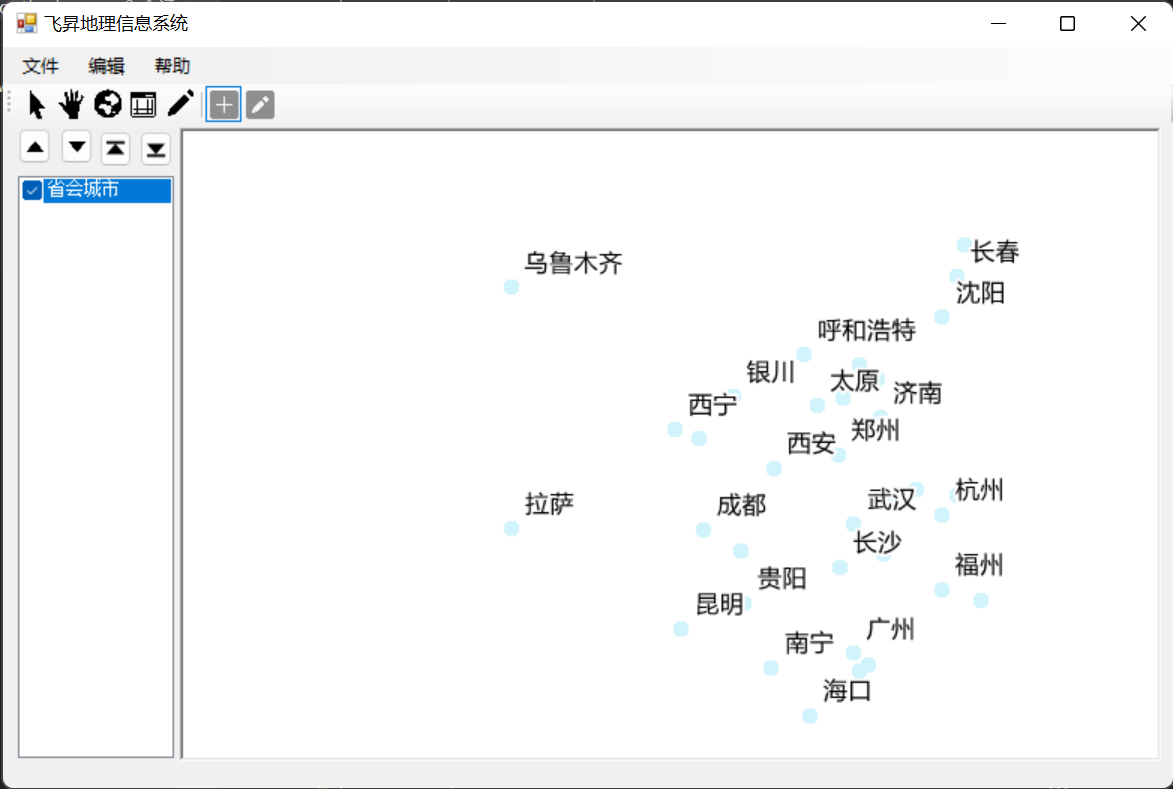 飞昇地理信息系统
文件 编辑 帮助
省会城市
长春
乌鲁木齐
沈阳
呼和浩特
银川
太原
济南
西宁
郑州
西安
杭州
武汉
拉萨
成都
长沙
福州
贵阳
昆明
广州
南宁
海口